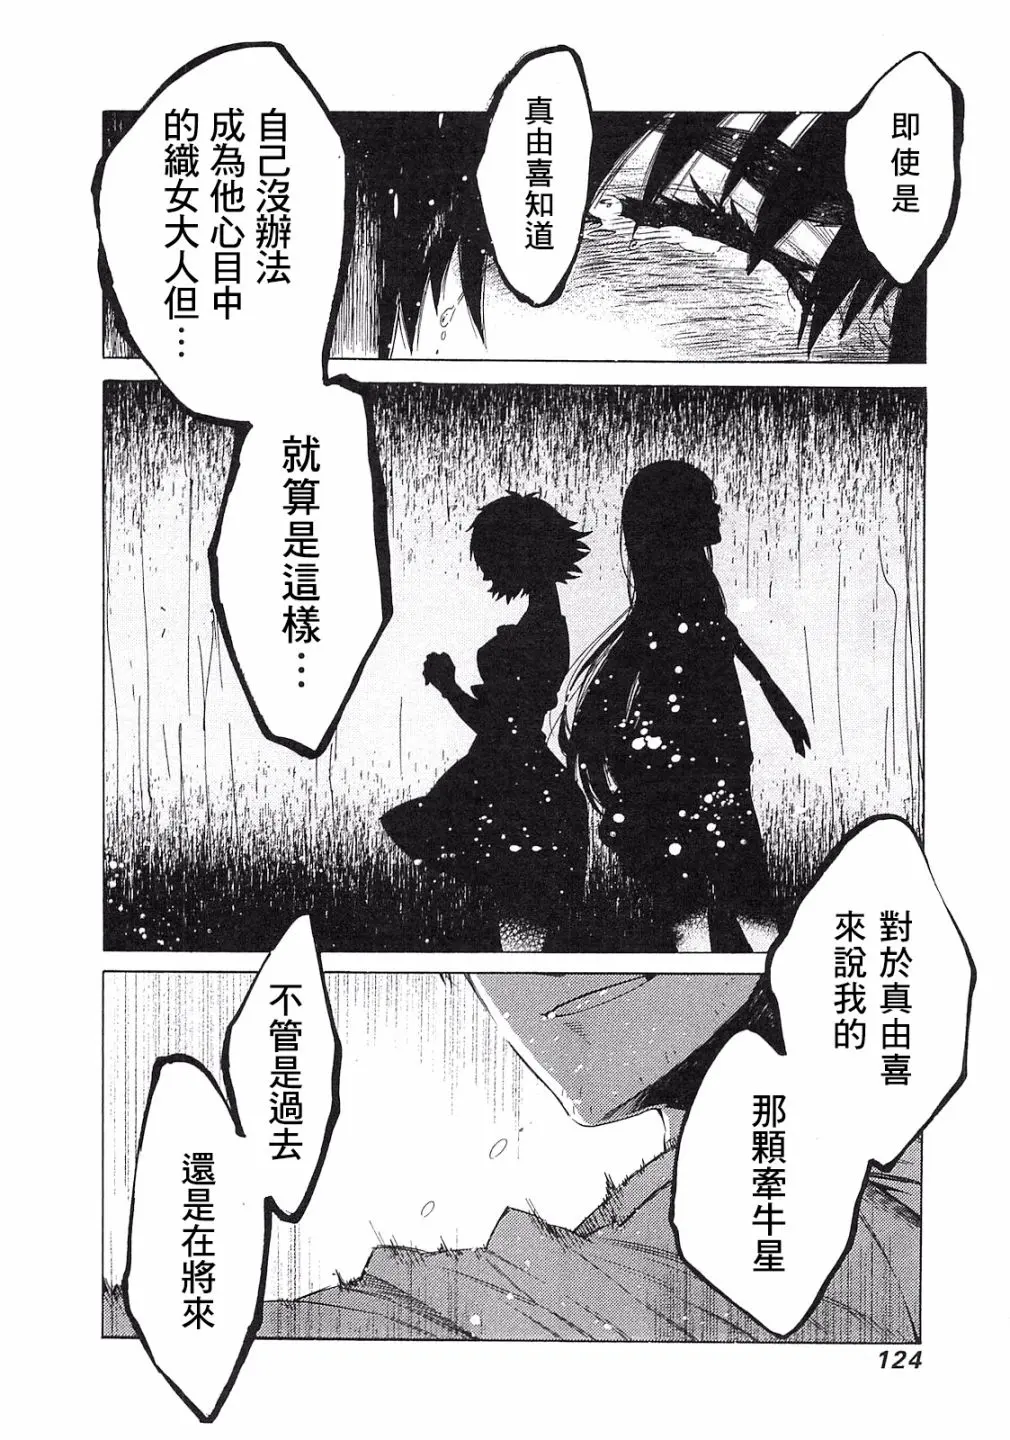 即使是
真由喜知道
自己沒辦法
成為他心目中
的織女大人但…
就算是這樣…
對於真由喜
來說我的
那顆牽牛星
不管是過去
還是在將來
124